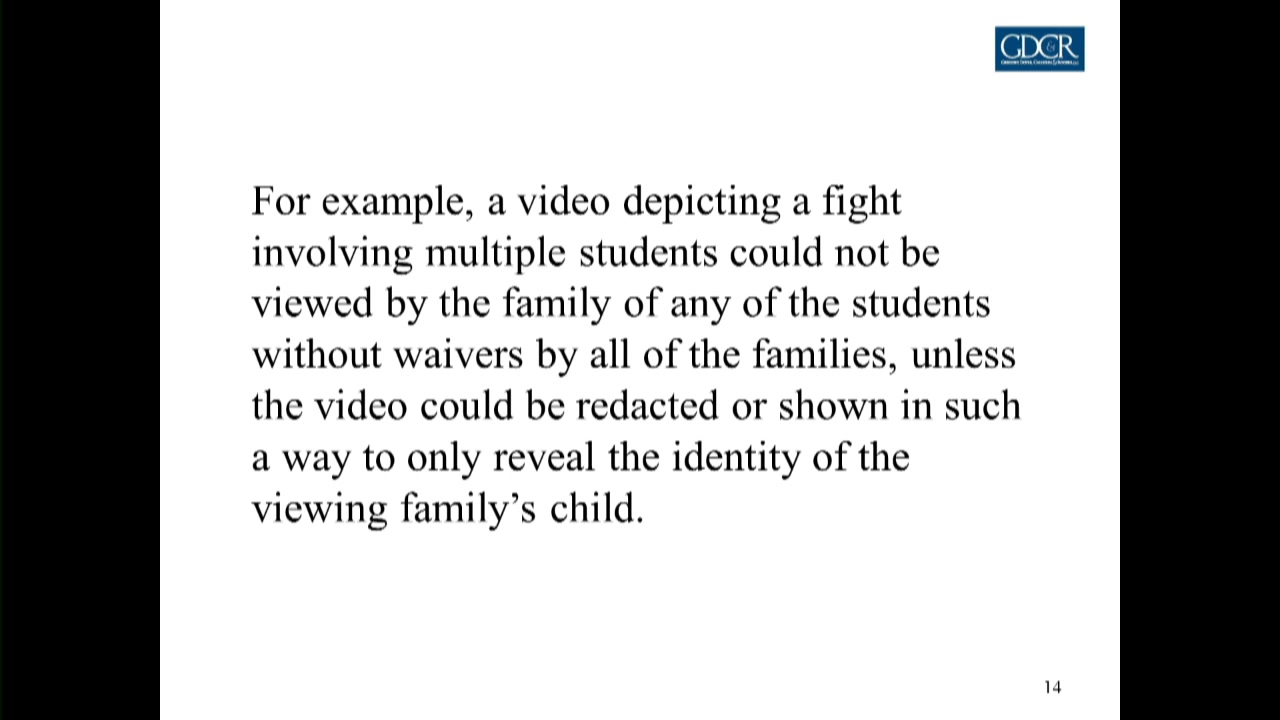 GDC&R
For example, a video depicting a fight
involving multiple students could not be
viewed by the family of any of the students
without waivers by all of the families, unless
the video could be redacted or shown in such
a way to only reveal the identity of the
viewing family’s child.
14